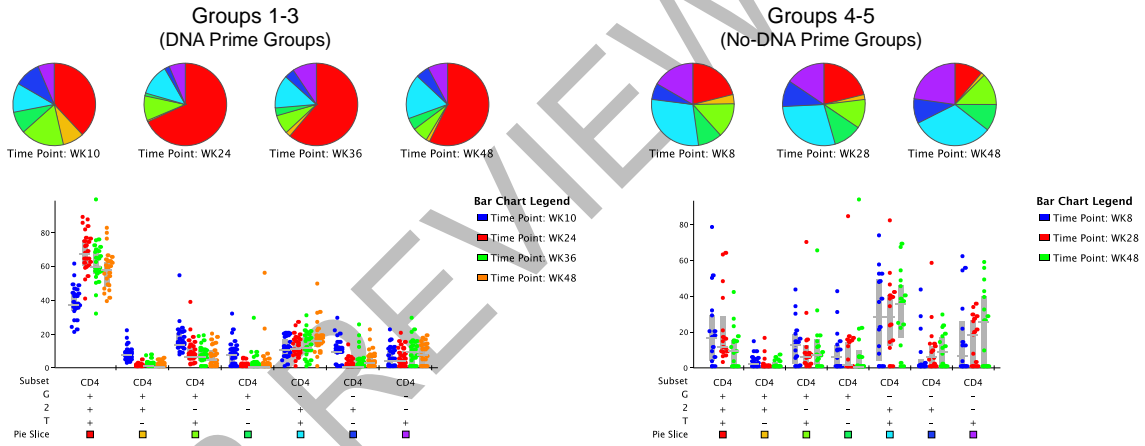 Groups 1-3
(DNA Prime Groups)
Groups 4-5
(No-DNA Prime Groups)
Time Point: WK10
Time Point: WK24
Time Point: WK36
Time Point: WK48
Time Point: WK8
Time Point: WK28
Time Point: WK48
REVIEW
80
60
40
20
0
Subset CD4 CD4 CD4 CD4 CD4 CD4 CD4
G + + + + − − −
2 + + − − + + −
T + − + − + − +
Pie Slice
Bar Chart Legend
Time Point: WK10
Time Point: WK24
Time Point: WK36
Time Point: WK48
80
60
40
20
0
Subset CD4 CD4 CD4 CD4 CD4 CD4 CD4
G + + + + − − −
2 + + − − + + −
T + − + − + − +
Pie Slice
Bar Chart Legend
Time Point: WK8
Time Point: WK28
Time Point: WK48